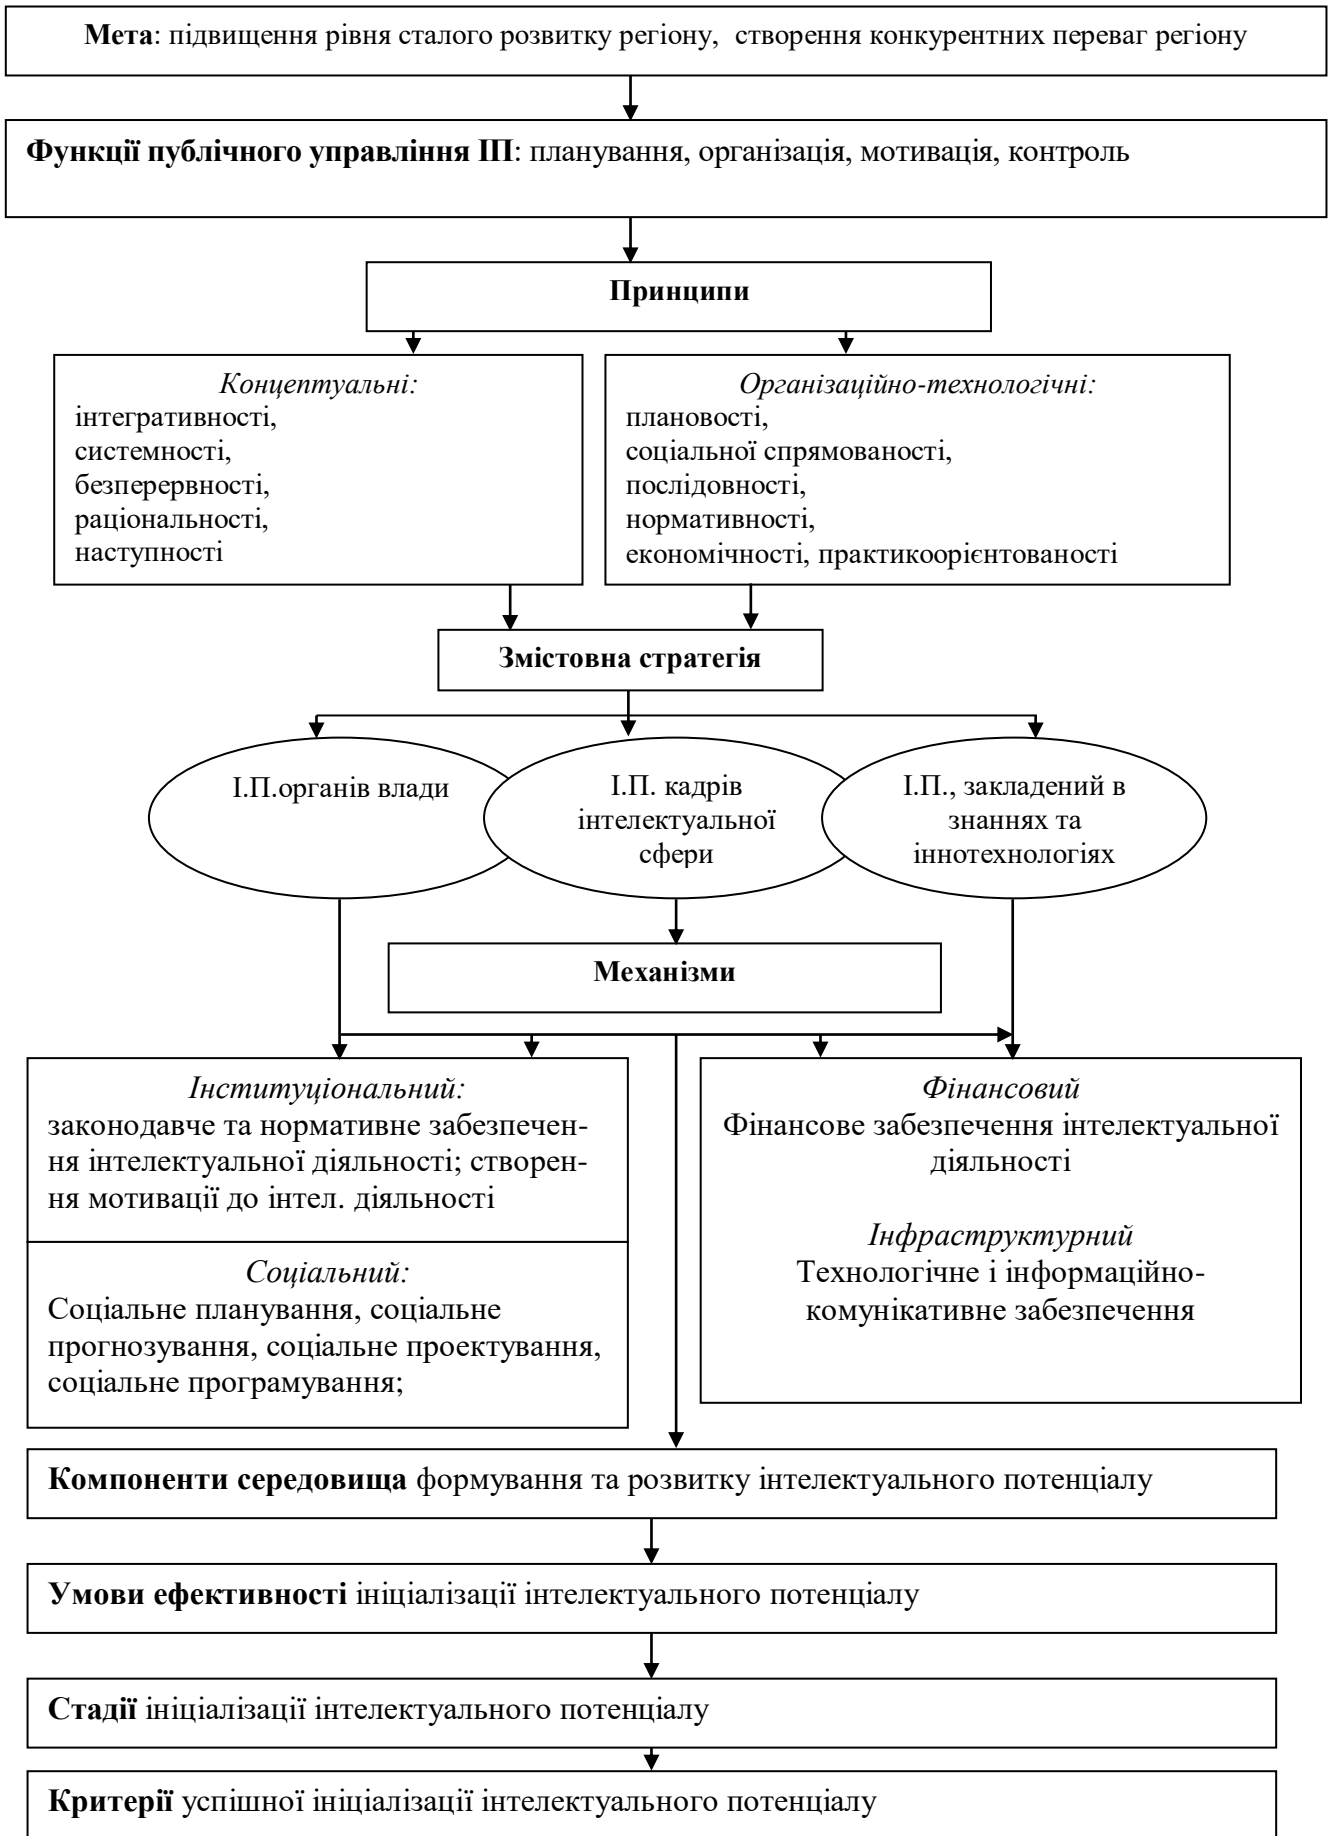 Мета: підвищення рівня сталого розвитку регіону, створення конкурентних переваг регіону
Функції публічного управління ІП: планування, організація, мотивація, контроль
Принципи
Концептуальні:
інтегративності,
системності,
безперервності,
раціональності,
наступності
Організаційно-технологічні:
плановості,
соціальної спрямованості,
послідовності,
нормативності,
економічності, практикоорієнтованості
Змістовна стратегія
І.П.органів влади
І.П. кадрів
інтелектуальної
сфери
І.П., закладений в
знаннях та
іннотехнологіях
Механізми
Інституціональний:
законодавче та нормативне забезпечен-
ня інтелектуальної діяльності; створен-
ня мотивації до інтел. діяльності
Соціальний:
Соціальне планування, соціальне
прогнозування, соціальне проектування,
соціальне програмування;
Фінансовий
Фінансове забезпечення інтелектуальної
діяльності
Інфраструктурний
Технологічне і інформаційно-
комунікативне забезпечення
Компоненти середовища формування та розвитку інтелектуального потенціалу
Умови ефективності ініціалізації інтелектуального потенціалу
Стадії ініціалізації інтелектуального потенціалу
Критерії успішної ініціалізації інтелектуального потенціалу